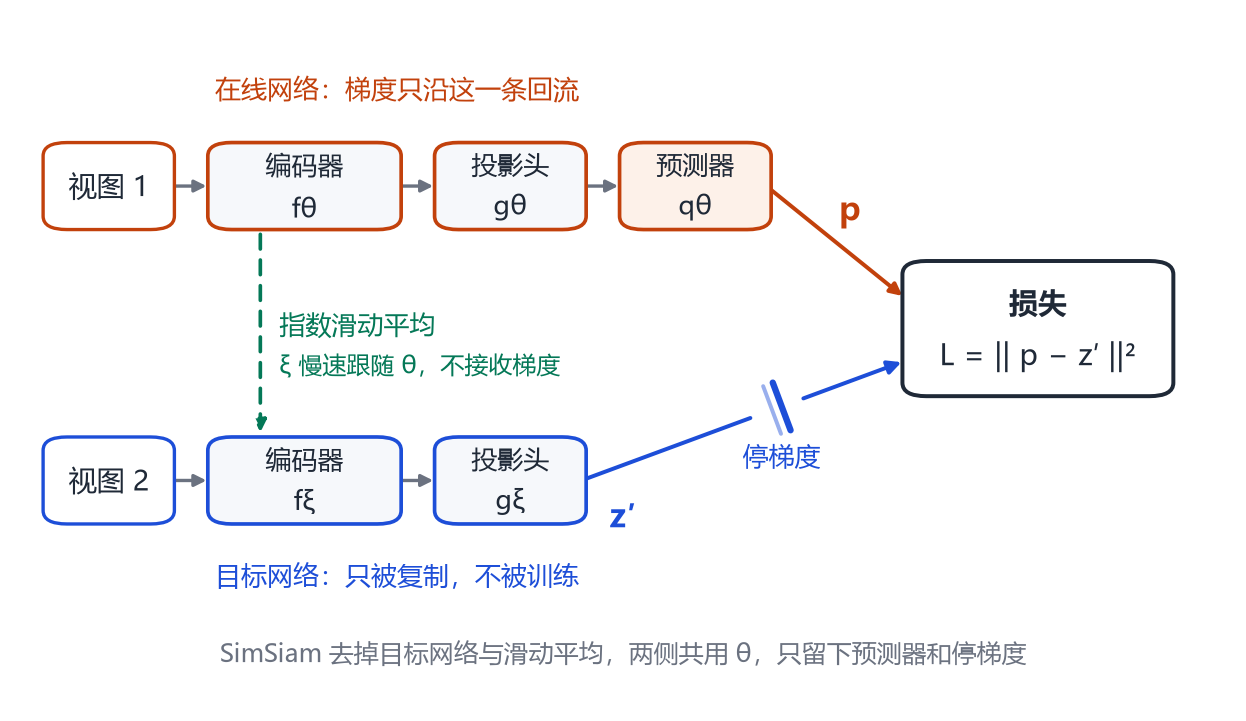 在线网络：梯度只沿这一条回流
视图 1
编码器
fθ
投影头
gθ
预测器
qθ
p
损失
L = || p − z′ ||²
指数滑动平均
ξ 慢速跟随 θ，不接收梯度
停梯度
视图 2
编码器
fξ
投影头
gξ
z′
目标网络：只被复制，不被训练
SimSiam 去掉目标网络与滑动平均，两侧共用 θ，只留下预测器和停梯度